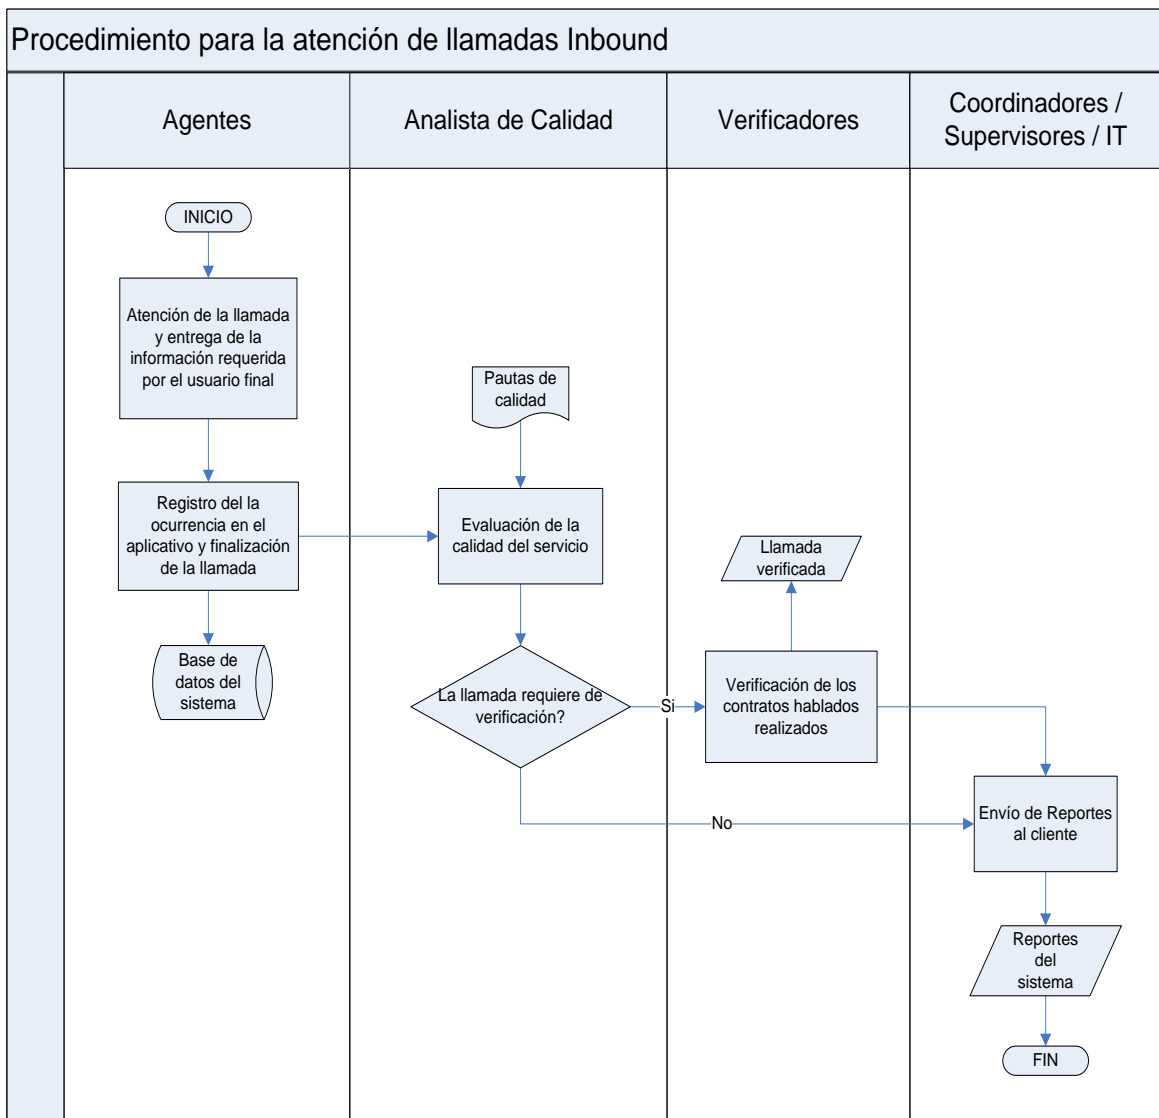 Procedimiento para la atención de llamadas Inbound
Agentes
Analista de Calidad
Verificadores
Coordinadores /
Supervisores / IT
INICIO
Atención de la llamada
y entrega de la
información requerida
por el usuario final
Registro del la
ocurrencia en el
aplicativo y finalización
de la llamada
Base de
datos del
sistema
Pautas de
calidad
Evaluación de la
calidad del servicio
La llamada requiere de
verificación?
Si
No
Llamada
verificada
Verificación de los
contratos hablados
realizados
Envío de Reportes
al cliente
Reportes
del
sistema
FIN